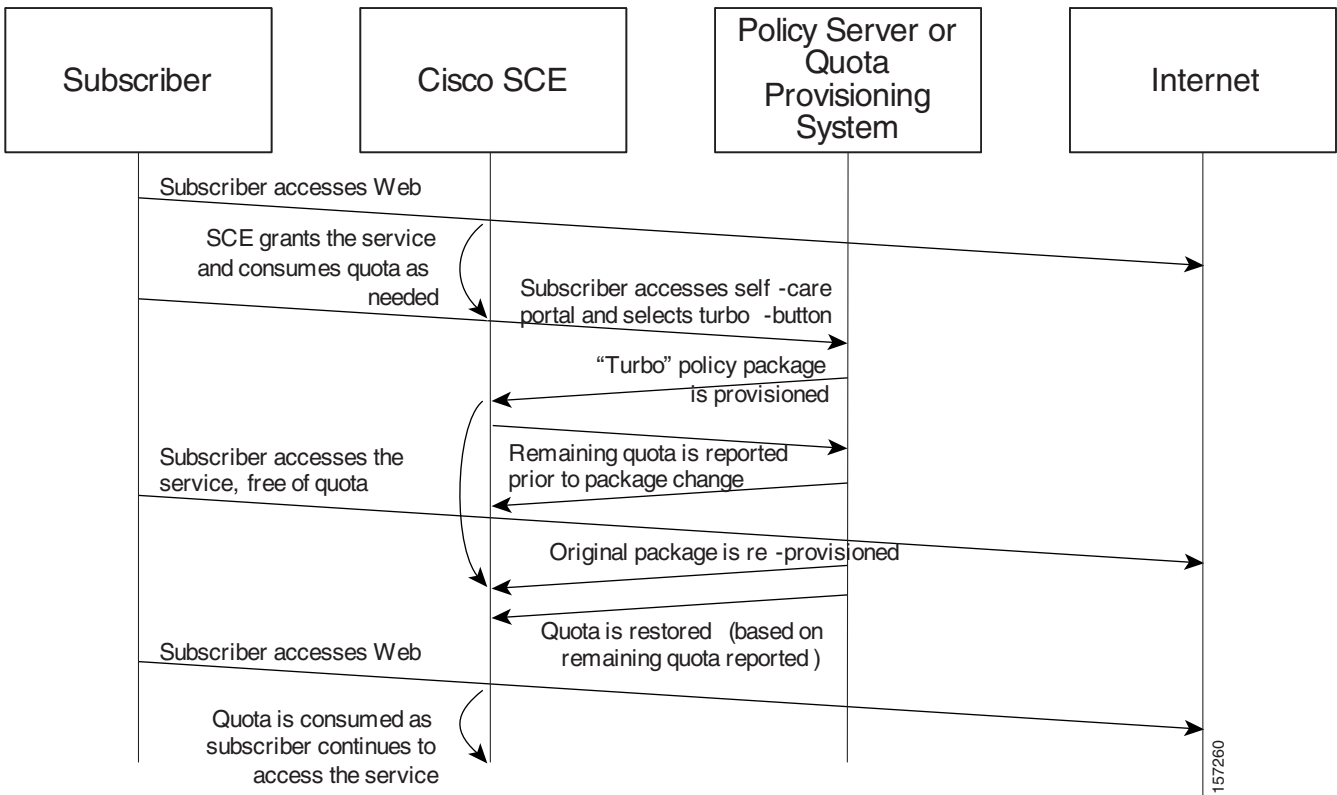 Subscriber
Cisco SCE
Policy Server or
Quota
Provisioning
System
Internet
Subscriber accesses Web
SCE grants the service
and consumes quota as
needed
Subscriber accesses self -care
portal and selects turbo -button
“Turbo” policy package
is provisioned
Subscriber accesses the
service, free of quota
Remaining quota is reported
prior to package change
Original package is re -provisioned
Quota is restored (based on
remaining quota reported )
Subscriber accesses Web
Quota is consumed as
subscriber continues to
access the service
157260